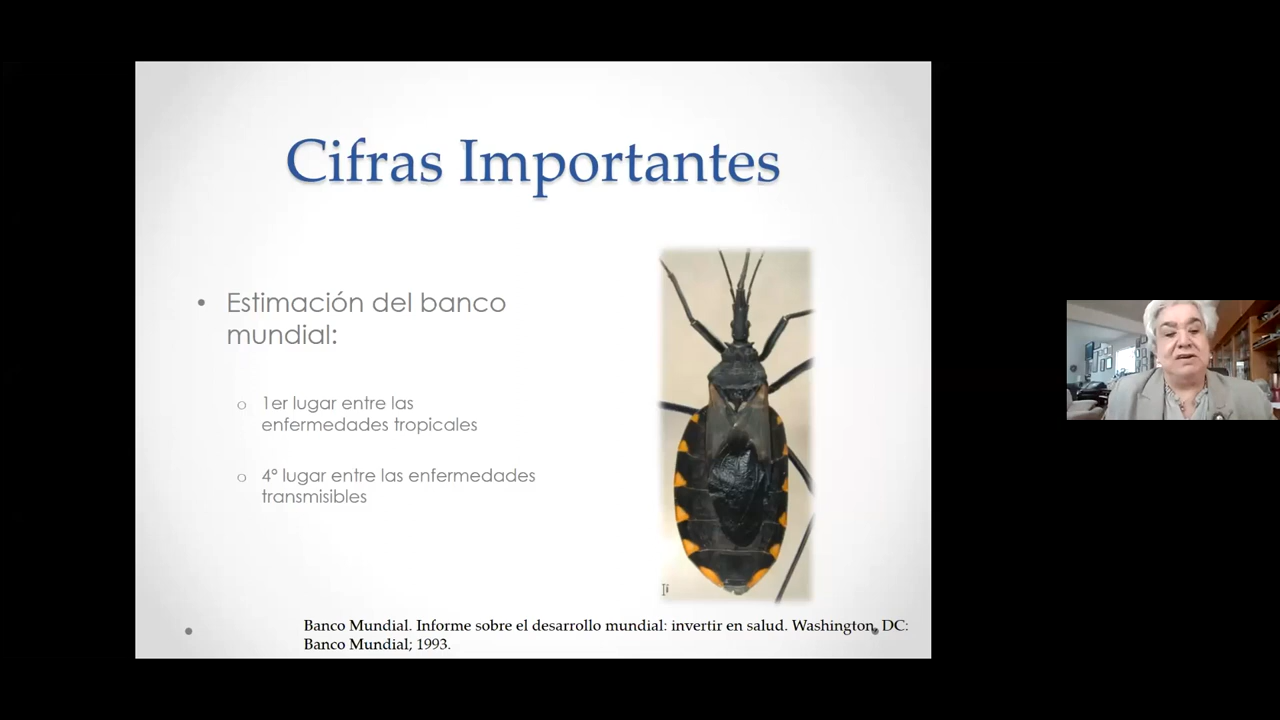 Cifras Importantes
• Estimación del banco
mundial:
o 1er lugar entre las
enfermedades tropicales
o 4º lugar entre las enfermedades
transmisibles
Banco Mundial. Informe sobre el desarrollo mundial: invertir en salud. Washington, DC:
Banco Mundial; 1993.